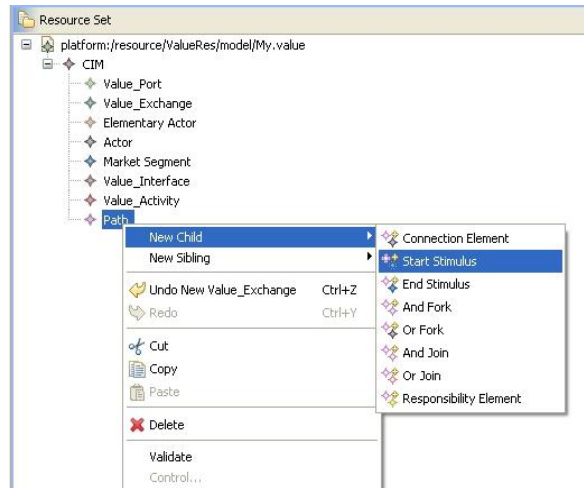 Resource Set
platform:/resource/ValueRes/model/My.value
CIM
Value_Port
Value_Exchange
Elementary Actor
Actor
Market Segment
Value_Interface
Value_Activity
Path
New Child
New Sibling
Undo New Value_Exchange Ctrl+Z
Redo Ctrl+Y
Cut
Copy
Paste
Delete
Validate
Control...
Connection Element
Start Stimulus
End Stimulus
And Fork
Or Fork
And Join
Or Join
Responsibility Element